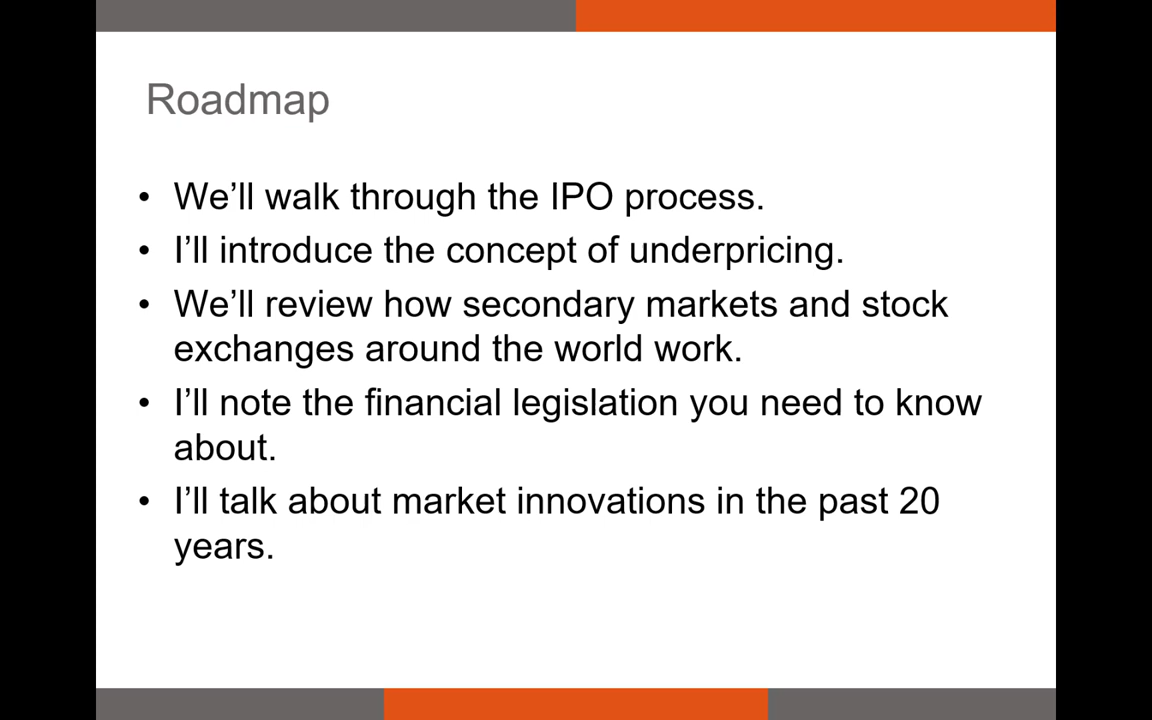 Roadmap
• We’ll walk through the IPO process.
• I’ll introduce the concept of underpricing.
• We’ll review how secondary markets and stock
exchanges around the world work.
• I’ll note the financial legislation you need to know
about.
• I’ll talk about market innovations in the past 20
years.